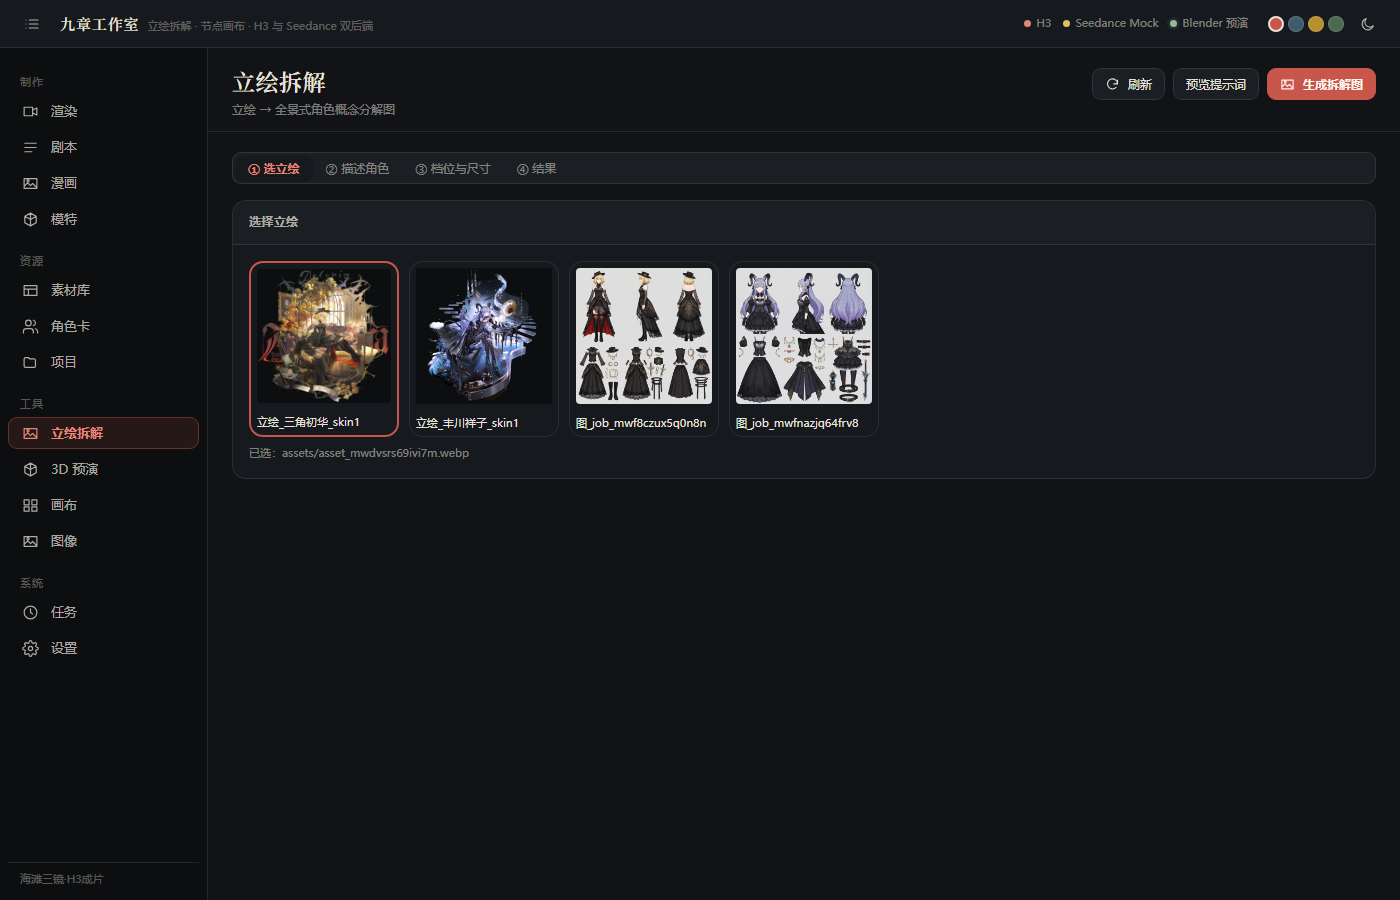 九章工作室 立绘拆解 · 节点画布 · H3 与 Seedance 双后端
H3 Seedance Mock Blender 预演
制作
渲染
剧本
漫画
模特
资源
素材库
角色卡
项目
工具
立绘拆解
3D 预演
画布
图像
系统
任务
设置
海滩三镜·H3成片
立绘拆解
立绘 → 全景式角色概念分解图
刷新 预览提示词 生成拆解图
① 选立绘 ② 描述角色 ③ 档位与尺寸 ④ 结果
选择立绘
立绘_三角初华_skin1
立绘_丰川祥子_skin1
图_job_mwf8czux5q0n8n
图_job_mwfnazjq64frv8
已选：assets/asset_mwdvsrs69ivi7m.webp